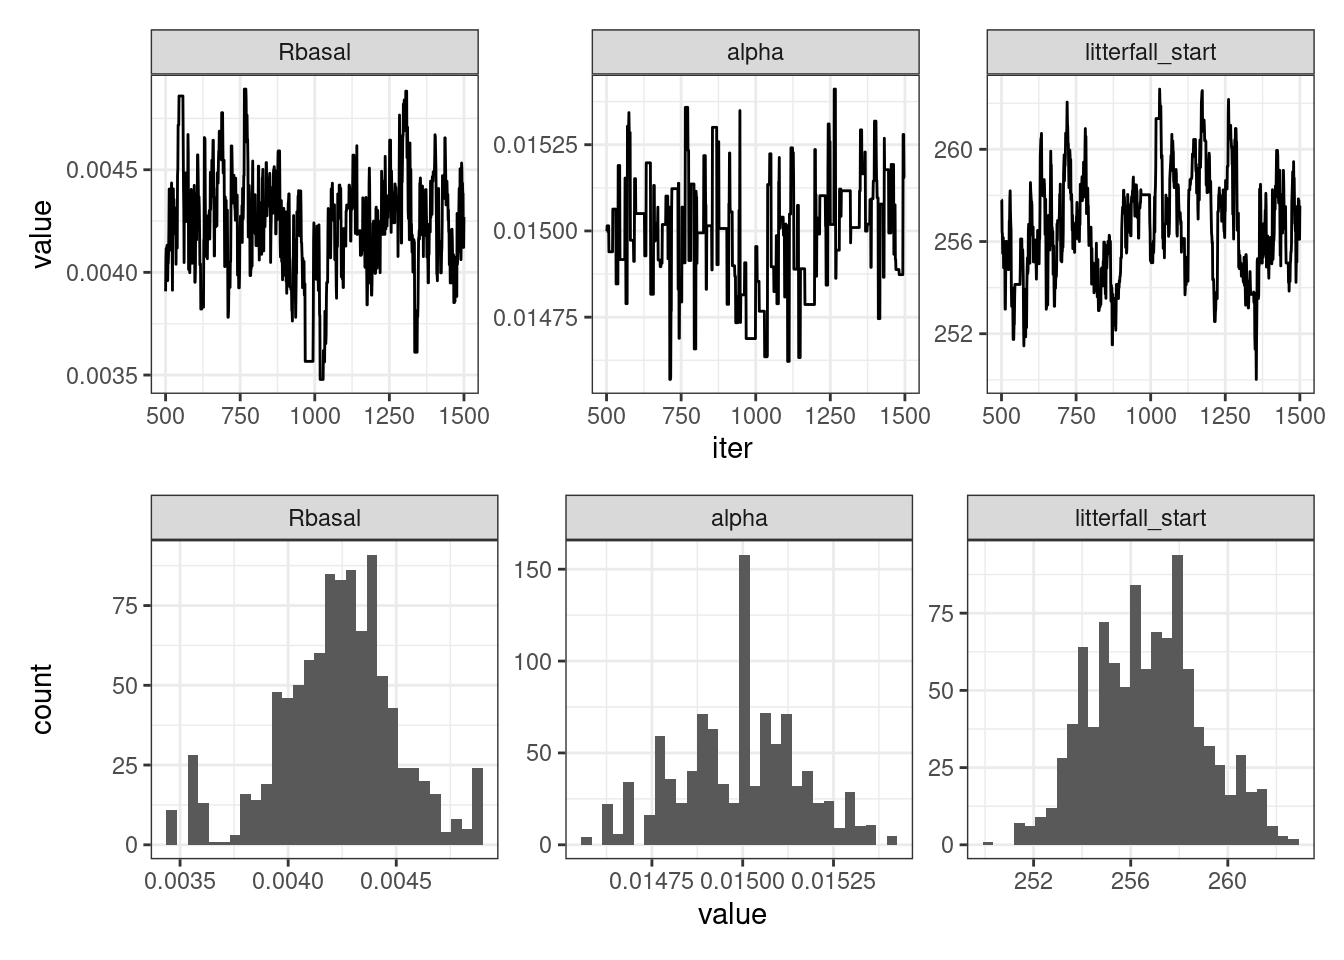 Rbasal alpha litterfall_start
value
0.0045 0.0040 0.0035
0.01525 0.01500 0.01475
260 256 252
500 750 1000 1250 1500 500 750 1000 1250 1500 500 750 1000 1250 1500
iter
Rbasal alpha litterfall_start
count
75 50 25 0
150 100 50 0
75 50 25 0
0.0035 0.0040 0.0045 0.01475 0.01500 0.01525 252 256 260
value